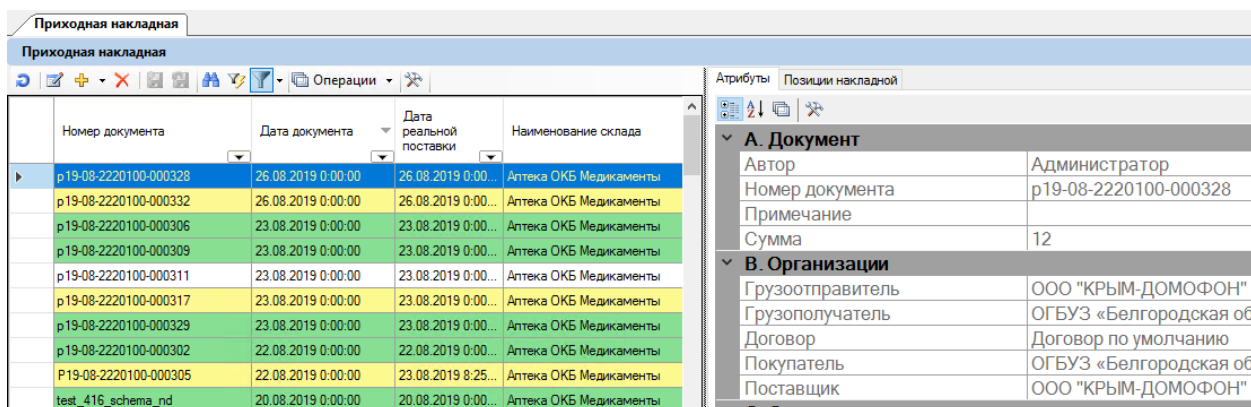 Приходная накладная
Приходная накладная
Операции
Номер документа Дата документа Дата реальной поставки Наименование склада
p19-08-2220100-000328 26.08.2019 0:00:00 26.08.2019 0:00... Аптека ОКБ Медикаменты
p19-08-2220100-000332 26.08.2019 0:00:00 26.08.2019 0:00... Аптека ОКБ Медикаменты
p19-08-2220100-000306 23.08.2019 0:00:00 23.08.2019 0:00... Аптека ОКБ Медикаменты
p19-08-2220100-000309 23.08.2019 0:00:00 23.08.2019 0:00... Аптека ОКБ Медикаменты
p19-08-2220100-000311 23.08.2019 0:00:00 23.08.2019 0:00... Аптека ОКБ Медикаменты
p19-08-2220100-000317 23.08.2019 0:00:00 23.08.2019 0:00... Аптека ОКБ Медикаменты
p19-08-2220100-000329 23.08.2019 0:00:00 23.08.2019 0:00... Аптека ОКБ Медикаменты
p19-08-2220100-000302 22.08.2019 0:00:00 22.08.2019 0:00... Аптека ОКБ Медикаменты
P19-08-2220100-000305 22.08.2019 0:00:00 23.08.2019 8:25... Аптека ОКБ Медикаменты
test_416_schema_nd 20.08.2019 0:00:00 20.08.2019 0:00... Аптека ОКБ Медикаменты
Атрибуты Позиции накладной
А. Документ
Автор Администратор
Номер документа p19-08-2220100-000328
Примечание
Сумма 12
В. Организации
Грузоотправитель ООО "КРЫМ-ДОМОФОН"
Грузополучатель ОГБУЗ «Белгородская об
Договор Договор по умолчанию
Покупатель ОГБУЗ «Белгородская об
Поставщик ООО "КРЫМ-ДОМОФОН"